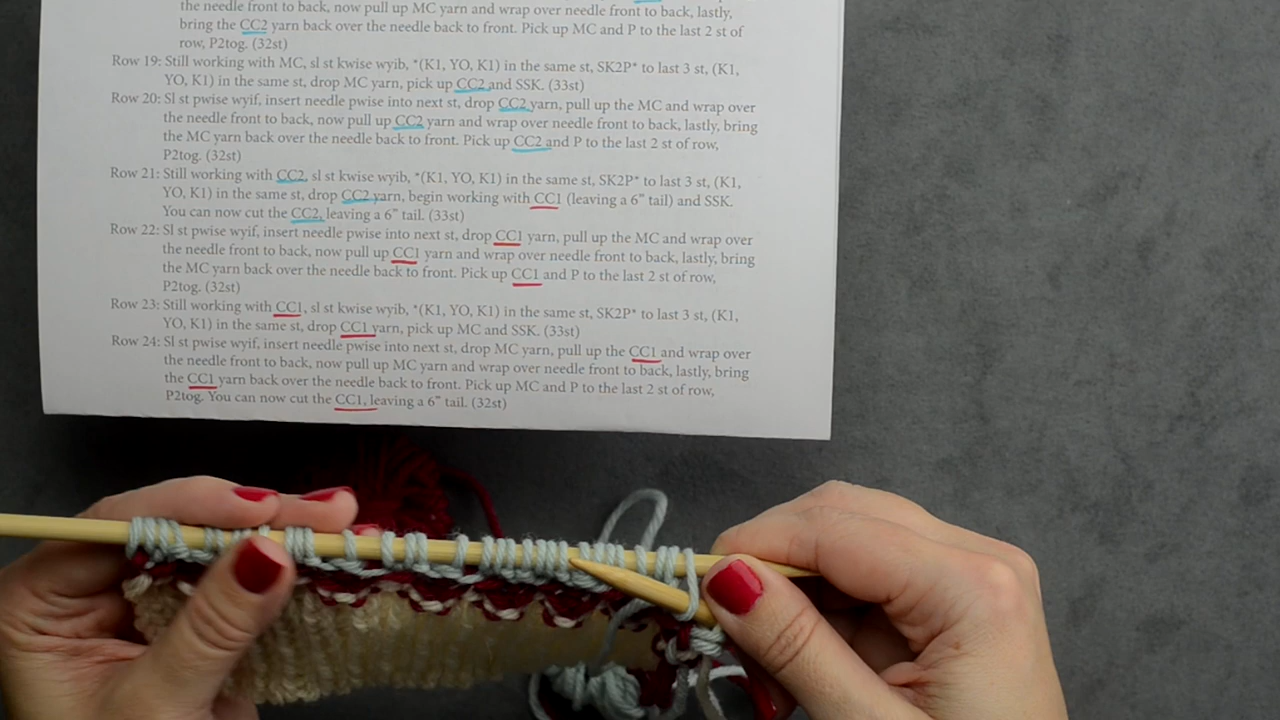 the needle front to back, now pull up MC yarn and wrap over needle front to back, lastly,
bring the CC2 yarn back over the needle back to front. Pick up MC and P to the last 2 st of
row, P2tog. (32st)
Row 19: Still working with MC, sl st kwise wyib, *(K1, YO, K1) in the same st, SK2P* to last 3 st, (K1,
YO, K1) in the same st, drop MC yarn, pick up CC2 and SSK. (33st)
Row 20: Sl st pwise wyif, insert needle pwise into next st, drop CC2 yarn, pull up the MC and wrap over
the needle front to back, now pull up CC2 yarn and wrap over needle front to back, lastly, bring
the MC yarn back over the needle back to front. Pick up CC2 and P to the last 2 st of row,
P2tog. (32st)
Row 21: Still working with CC2, sl st kwise wyib, *(K1, YO, K1) in the same st, SK2P* to last 3 st, (K1,
YO, K1) in the same st, drop CC2 yarn, begin working with CC1 (leaving a 6" tail) and SSK.
You can now cut the CC2, leaving a 6" tail. (33st)
Row 22: Sl st pwise wyif, insert needle pwise into next st, drop CC1 yarn, pull up the MC and wrap over
the needle front to back, now pull up CC1 yarn and wrap over needle front to back, lastly, bring
the MC yarn back over the needle back to front. Pick up CC1 and P to the last 2 st of row,
P2tog. (32st)
Row 23: Still working with CC1, sl st kwise wyib, *(K1, YO, K1) in the same st, SK2P* to last 3 st, (K1,
YO, K1) in the same st, drop CC1 yarn, pick up MC and SSK. (33st)
Row 24: Sl st pwise wyif, insert needle pwise into next st, drop MC yarn, pull up the CC1 and wrap over
the needle front to back, now pull up MC yarn and wrap over needle front to back, lastly, bring
the CC1 yarn back over the needle back to front. Pick up MC and P to the last 2 st of row,
P2tog. You can now cut the CC1, leaving a 6" tail. (32st)